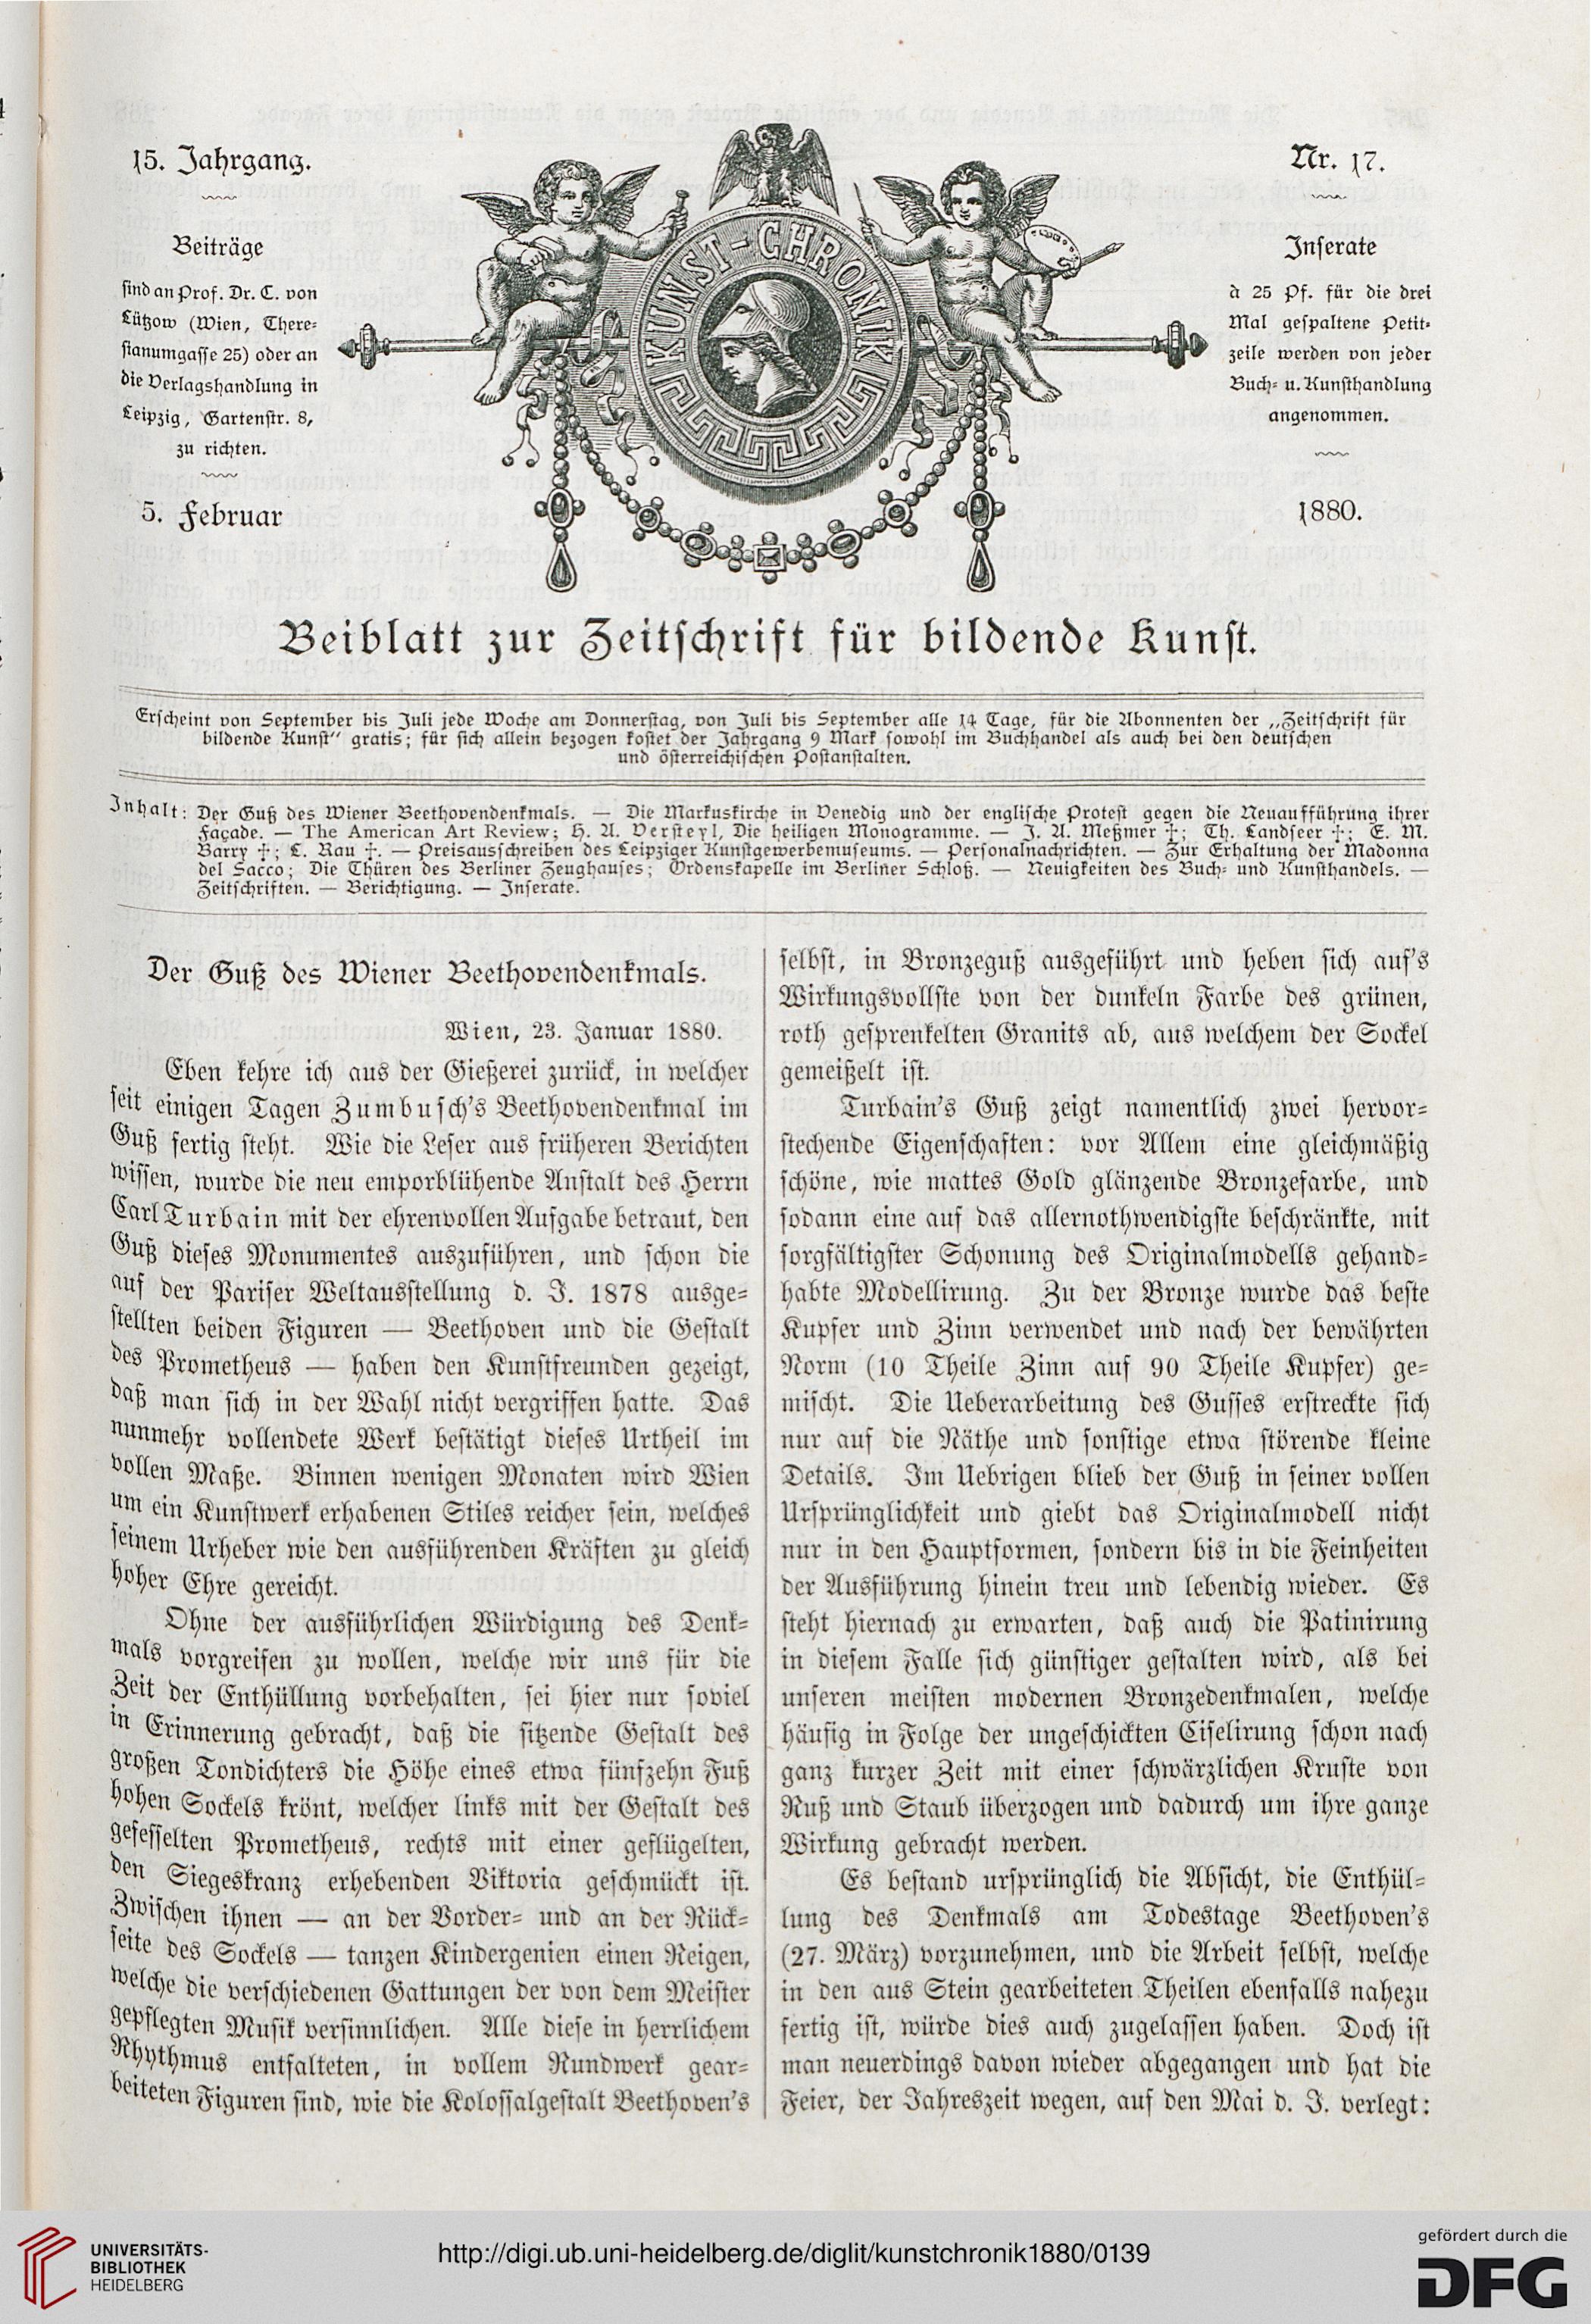 15. Jahrgang.
Beiträge
sind an Prof. Dr. C. von
Lützow (Wien, There-
sianumgasse 25) oder an
die Verlagshandlung in
Leipzig, Gartenstr. 8,
zu richten.
5. Februar
KUNST-CHRONIK
Nr. 17.
Inserate
à 25 Pf. für die drei
Mal gespaltene Petit-
zeile werden von jeder
Buch- u. Kunsthandlung
angenommen.
1880.
Beiblatt zur Zeitschrift für bildende Kunst.
Erscheint von September bis Juli jede Woche am Donnerstag, von Juli bis September alle 14 Tage, für die Abonnenten der „Zeitschrift für
bildende Kunst“ gratis; für sich allein bezogen kostet der Jahrgang 9 Mark sowohl im Buchhandel als auch bei den deutschen
und österreichischen Postanstalten.
Inhalt: Der Guß des Wiener Beethovendenkmals. — Die Markuskirche in Venedig und der englische Protest gegen die Neuaufführung ihrer
Façade. — The American Art Review; H. A. Versteyl, Die heiligen Monogramme. — J. A. Meßmer †; Th. Landseer †; E. M.
Barry †; C. Rau †. — Preisausschreiben des Leipziger Kunstgewerbemuseums. — Personalnachrichten. — Zur Erhaltung der Madonna
del Sacco; Die Thüren des Berliner Zeughauses; Ordenskapelle im Berliner Schloß. — Neuigkeiten des Buch- und Kunsthandels. —
Zeitschriften. — Berichtigung. — Inserate.
Der Guß des Wiener Beethovendenkmals.
Wien, 23. Januar 1880.
Eben kehre ich aus der Gießerei zurück, in welcher
seit einigen Tagen Zumbusch's Beethovendenkmal im
Guß fertig steht. Wie die Leser aus früheren Berichten
wissen, wurde die neu emporblühende Anstalt des Herrn
Carl Turbain mit der ehrenvollen Aufgabe betraut, den
Guß dieses Monumentes auszuführen, und schon die
auf der Pariser Weltausstellung d. J. 1878 ausge-
stellten beiden Figuren — Beethoven und die Gestalt
des Prometheus — haben den Kunstfreunden gezeigt,
daß man sich in der Wahl nicht vergriffen hatte. Das
nunmehr vollendete Werk bestätigt dieses Urtheil im
vollen Maße. Binnen wenigen Monaten wird Wien
um ein Kunstwerk erhabenen Stiles reicher sein, welches
seinem Urheber wie den ausführenden Kräften zu gleich
hoher Ehre gereicht.
Ohne der ausführlichen Würdigung des Denk-
mals vorgreifen zu wollen, welche wir uns für die
Zeit der Enthüllung vorbehalten, sei hier nur soviel
in Erinnerung gebracht, daß die sitzende Gestalt des
großen Tondichters die Höhe eines etwa fünfzehn Fuß
hohen Sockels krönt, welcher links mit der Gestalt des
gefesselten Prometheus, rechts mit einer geflügelten,
den Siegeskranz erhebenden Viktoria geschmückt ist.
Zwischen ihnen — an der Vorder- und an der Rück-
seite des Sockels — tanzen Kindergenien einen Reigen,
welche die verschiedenen Gattungen der von dem Meister
gepflegten Musik versinnlichen. Alle diese in herrlichem
Rhythmus entfalteten, in vollem Rundwerk gear-
beiteten Figuren sind, wie die Kolossalgestalt Beethoven's
selbst, in Bronzeguß ausgeführt und heben sich auf's
Wirkungsvollste von der dunkeln Farbe des grünen,
roth gesprenkelten Granits ab, aus welchem der Sockel
gemeißelt ist.
Turbain's Guß zeigt namentlich zwei hervor-
stechende Eigenschaften: vor Allem eine gleichmäßig
schöne, wie mattes Gold glänzende Bronzefarbe, und
sodann eine auf das allernothwendigste beschränkte, mit
sorgfältigster Schonung des Originalmodells gehand-
habte Modellirung. Zu der Bronze wurde das beste
Kupfer und Zinn verwendet und nach der bewährten
Norm (10 Theile Zinn auf 90 Theile Kupfer) ge-
mischt. Die Ueberarbeitung des Gusses erstreckte sich
nur auf die Näthe und sonstige etwa störende kleine
Details. Im Uebrigen blieb der Guß in seiner vollen
Ursprünglichkeit und giebt das Originalmodell nicht
nur in den Hauptformen, sondern bis in die Feinheiten
der Ausführung hinein treu und lebendig wieder. Es
steht hiernach zu erwarten, daß auch die Patinirung
in diesem Falle sich günstiger gestalten wird, als bei
unseren meisten modernen Bronzedenkmalen, welche
häufig in Folge der ungeschickten Ciselirung schon nach
ganz kurzer Zeit mit einer schwärzlichen Kruste von
Ruß und Staub überzogen und dadurch um ihre ganze
Wirkung gebracht werden.
Es bestand ursprünglich die Absicht, die Enthül-
lung des Denkmals am Todestage Beethoven's
(27. März) vorzunehmen, und die Arbeit selbst, welche
in den aus Stein gearbeiteten Theilen ebenfalls nahezu
fertig ist, würde dies auch zugelassen haben. Doch ist
man neuerdings davon wieder abgegangen und hat die
Feier, der Jahreszeit wegen, auf den Mai d. J. verlegt:
UNIVERSITÄTS-
BIBLIOTHEK
HEIDELBERG
http://digi.ub.uni-heidelberg.de/diglit/kunstchronik1880/0139
gefördert durch die
DFG